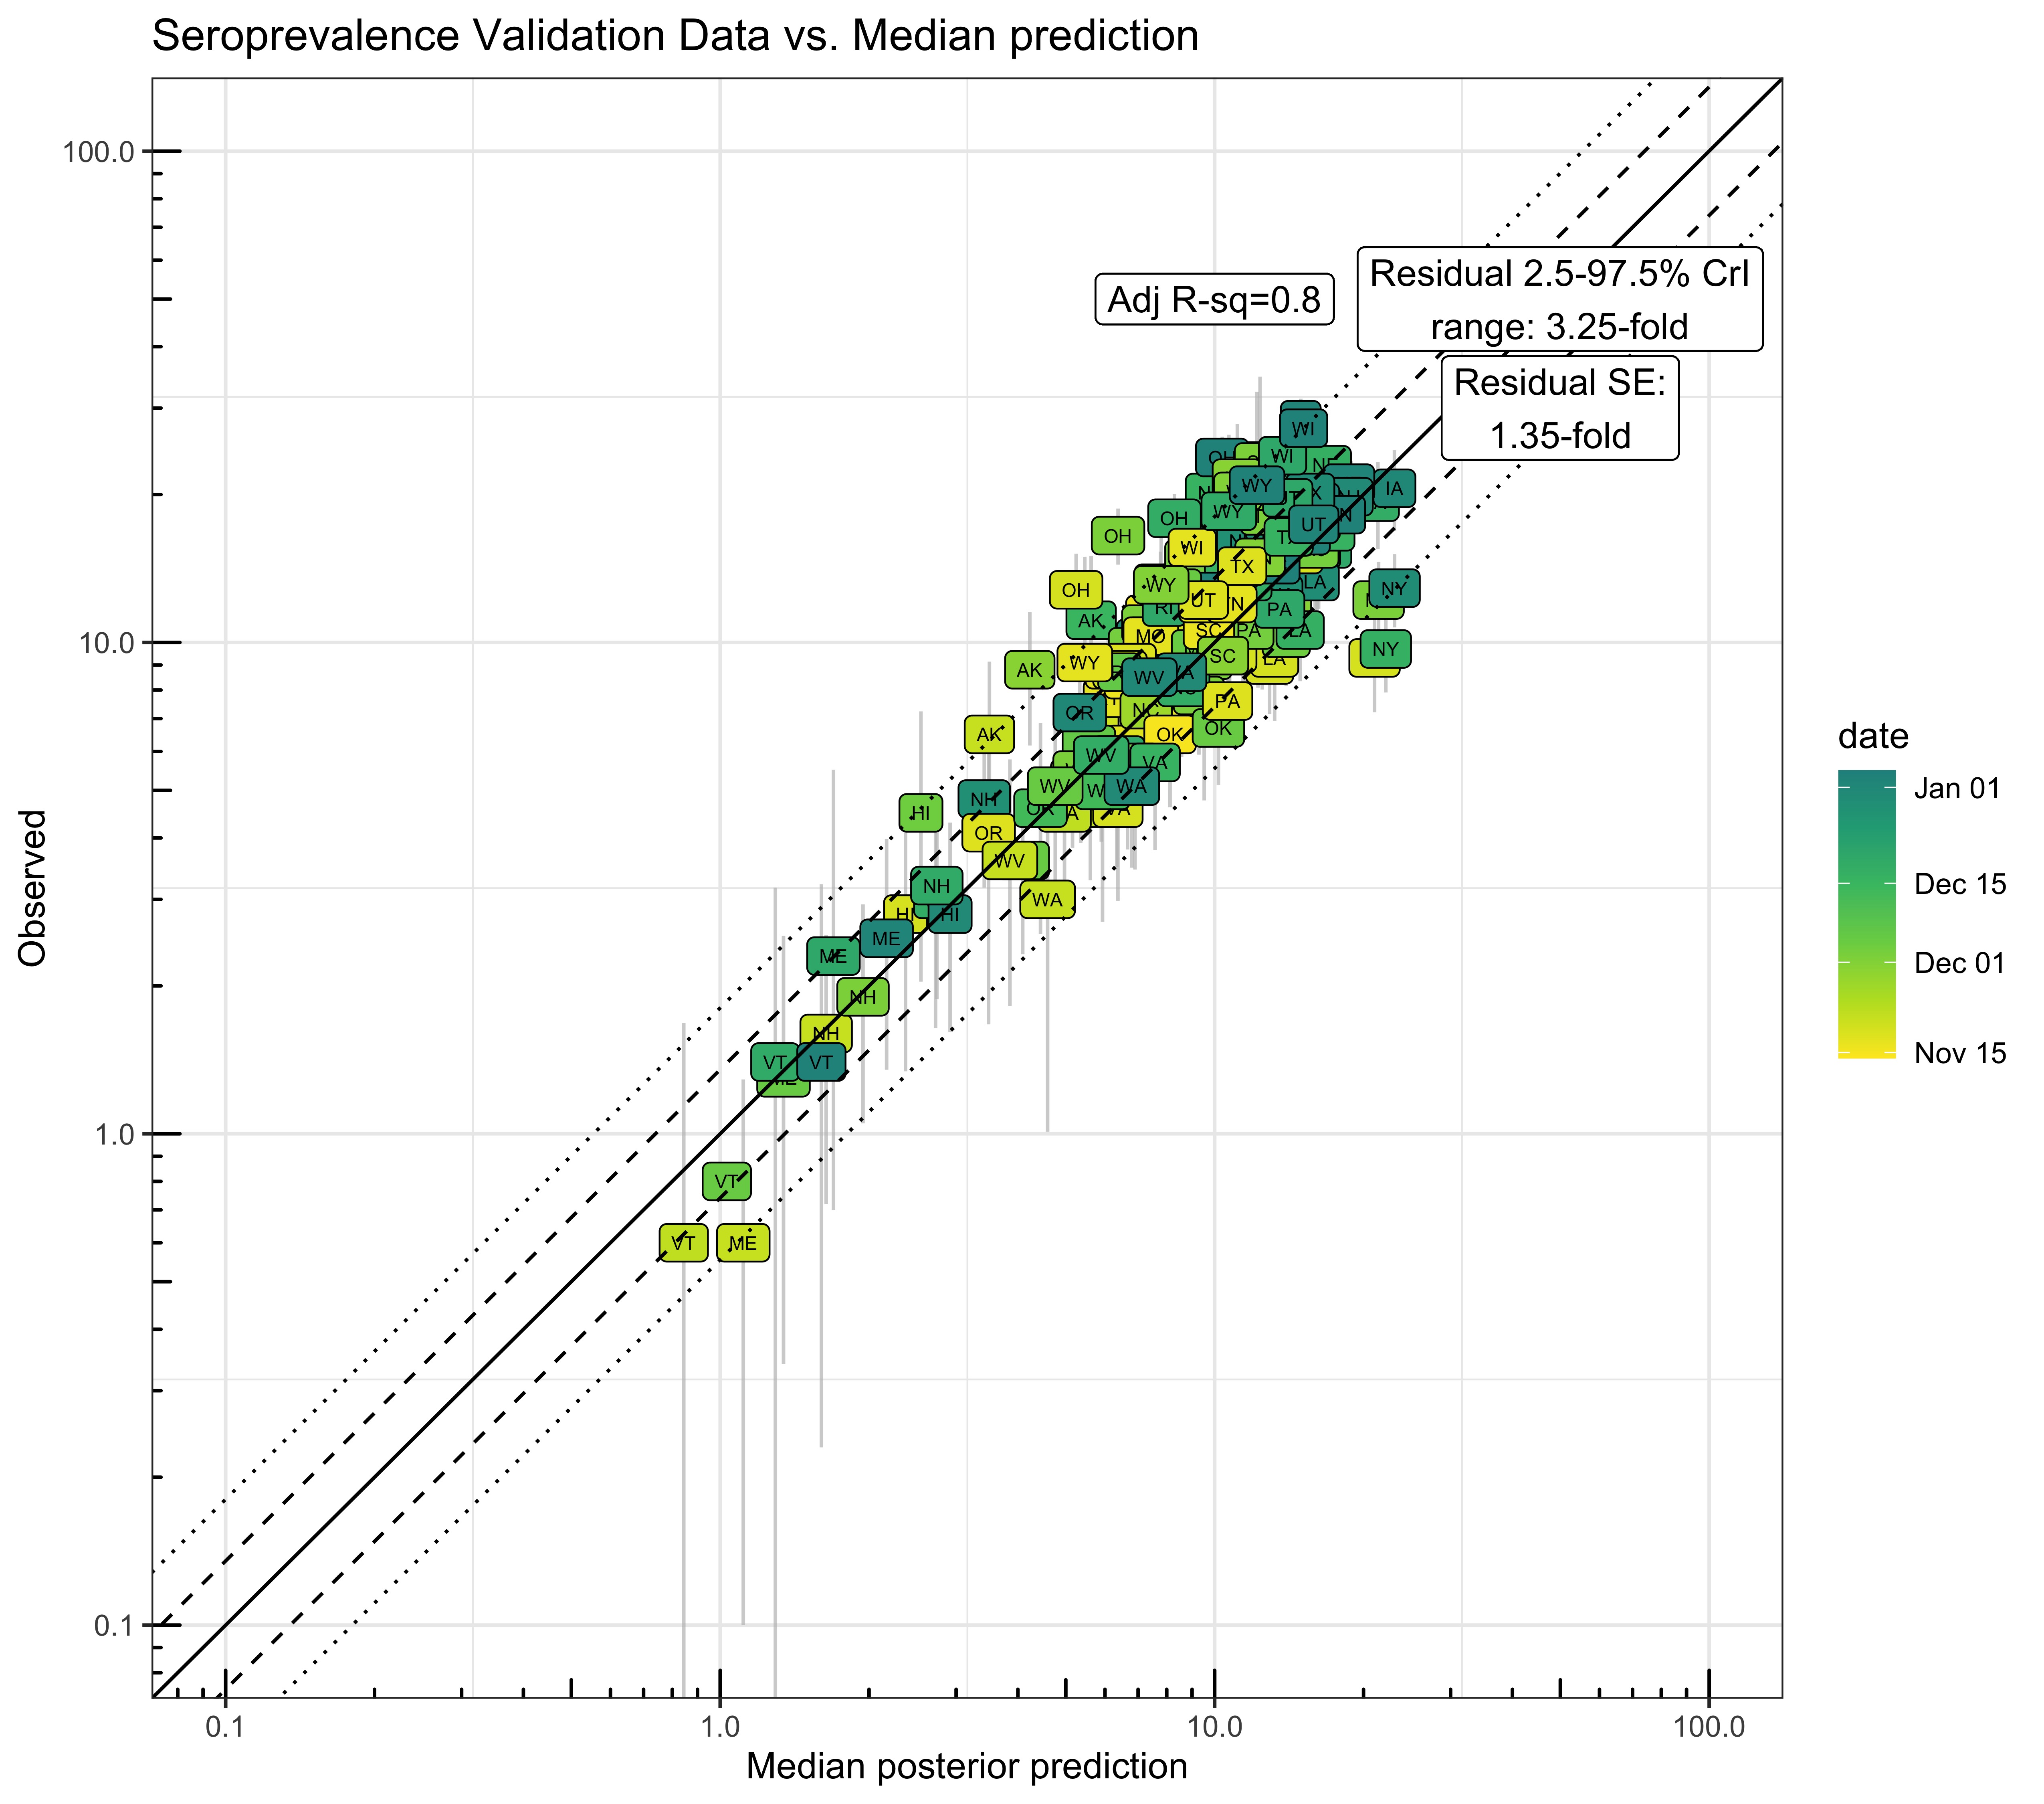 Seroprevalence Validation Data vs. Median prediction
Observed
100.0
10.0
1.0
0.1
Adj R-sq=0.8
Residual 2.5-97.5% CrI
range: 3.25-fold
Residual SE:
1.35-fold
WI
WI
WY
IA
OH
WY
OH
UT
WI
TX
OH
WY
UT
LA
NY
AK
RI
PA
MO
SC
PA
LA
NY
AK
WY
SC
LA
WV
PA
OR
AK
OK
OK
WV
VA
NH
WV
WA
HI
OR
WV
WA
NH
HI
HI
ME
ME
NH
NH
VT
VT
ME
VT
VT
ME
0.1
1.0
10.0
100.0
Median posterior prediction
date
Jan 01
Dec 15
Dec 01
Nov 15